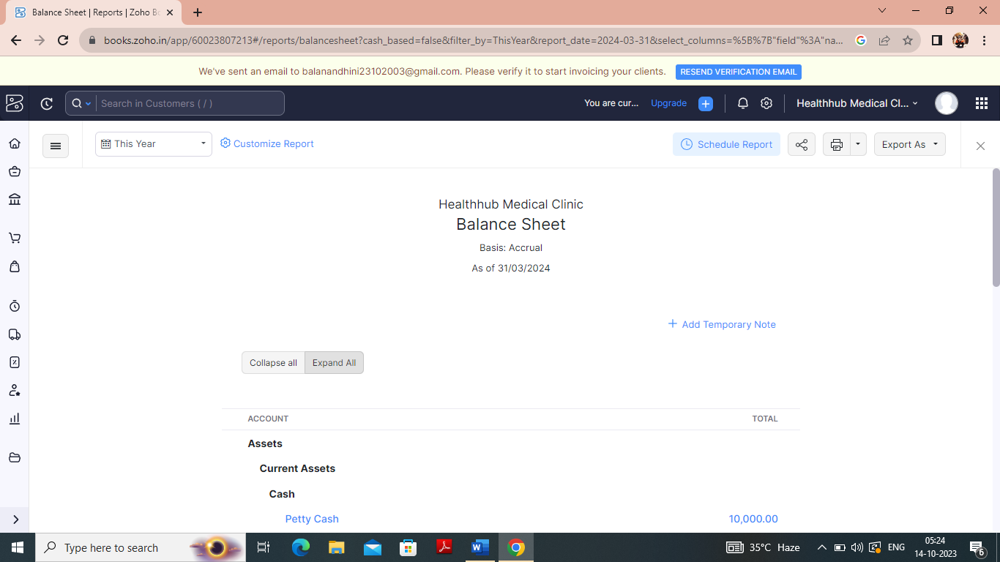 Balance Sheet | Reports | Zoho Bo
books.zoho.in/app/60023807213#/reports/balancesheet?cash_based=false&filter_by=ThisYear&report_date=2024-03-31&select_columns=%5B%7B"field"%3A"na...
We've sent an email to balanandhini23102003@gmail.com. Please verify it to start invoicing your clients. RESEND VERIFICATION EMAIL
Search in Customers ( / ) You are cur... Upgrade Healthhub Medical Cl...
This Year Customize Report Schedule Report Export As
Healthhub Medical Clinic
Balance Sheet
Basis: Accrual
As of 31/03/2024
Add Temporary Note
Collapse all Expand All
ACCOUNT TOTAL
Assets
Current Assets
Cash
Petty Cash 10,000.00
Type here to search 35°C Haze ENG 05:24
14-10-2023 6